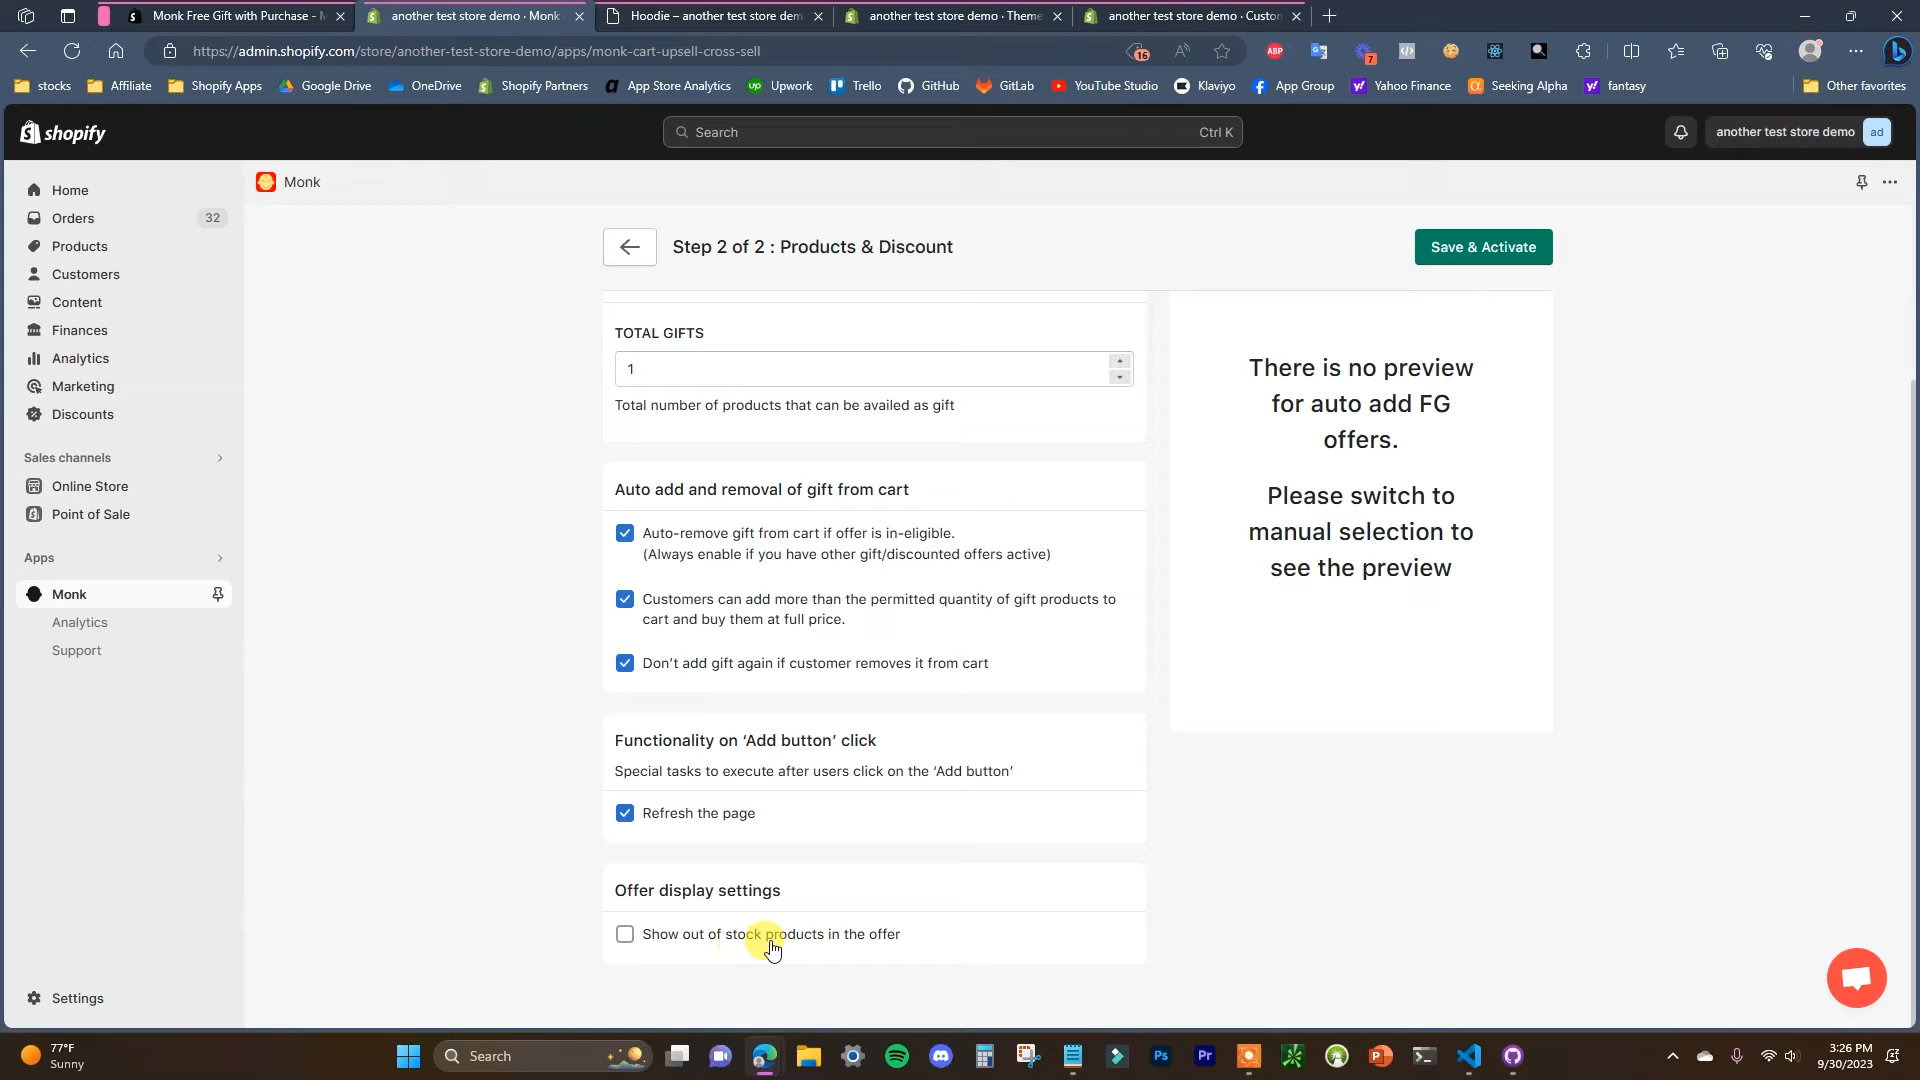 Monk Free Gift with Purchase - M
another test store demo · Monk
Hoodie – another test store dem
another test store demo · Theme
another test store demo · Custom
https://admin.shopify.com/store/another-test-store-demo/apps/monk-cart-upsell-cross-sell
16
ABP
7
stocks
Affiliate
Shopify Apps
Google Drive
OneDrive
Shopify Partners
App Store Analytics
Upwork
Trello
GitHub
GitLab
YouTube Studio
Klaviyo
App Group
Yahoo Finance
Seeking Alpha
fantasy
Other favorites
shopify
Search
Ctrl K
another test store demo
ad
Home
Orders
32
Products
Customers
Content
Finances
Analytics
Marketing
Discounts
Sales channels
Online Store
Point of Sale
Apps
Monk
Analytics
Support
Settings
Monk
Step 2 of 2 : Products & Discount
Save & Activate
TOTAL GIFTS
1
Total number of products that can be availed as gift
Auto add and removal of gift from cart
Auto-remove gift from cart if offer is in-eligible.
(Always enable if you have other gift/discounted offers active)
Customers can add more than the permitted quantity of gift products to
cart and buy them at full price.
Don’t add gift again if customer removes it from cart
Functionality on ‘Add button’ click
Special tasks to execute after users click on the ‘Add button’
Refresh the page
Offer display settings
Show out of stock products in the offer
There is no preview
for auto add FG
offers.
Please switch to
manual selection to
see the preview
77°F
Sunny
Search
Ps
Pr
3:26 PM
9/30/2023